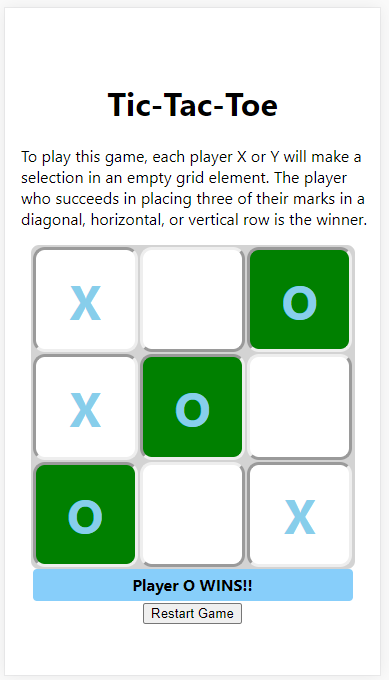 Tic-Tac-Toe
To play this game, each player X or Y will make a
selection in an empty grid element. The player
who succeeds in placing three of their marks in a
diagonal, horizontal, or vertical row is the winner.
X O
X O
O X
Player O WINS!!
Restart Game